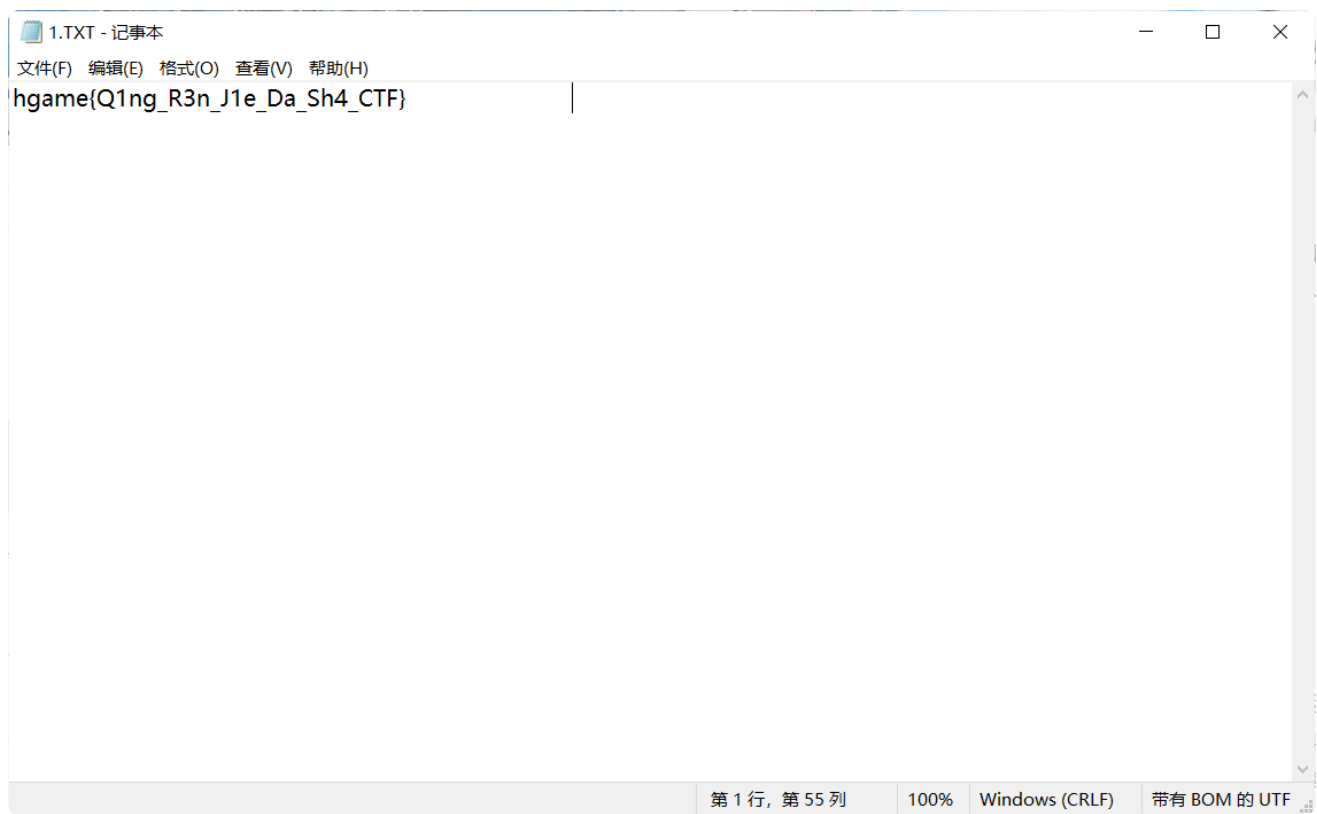 1.TXT - 记事本
文件(F) 编辑(E) 格式(O) 查看(V) 帮助(H)
hgame{Q1ng_R3n_J1e_Da_Sh4_CTF}
第 1 行，第 55 列 100% Windows (CRLF) 带有 BOM 的 UTF